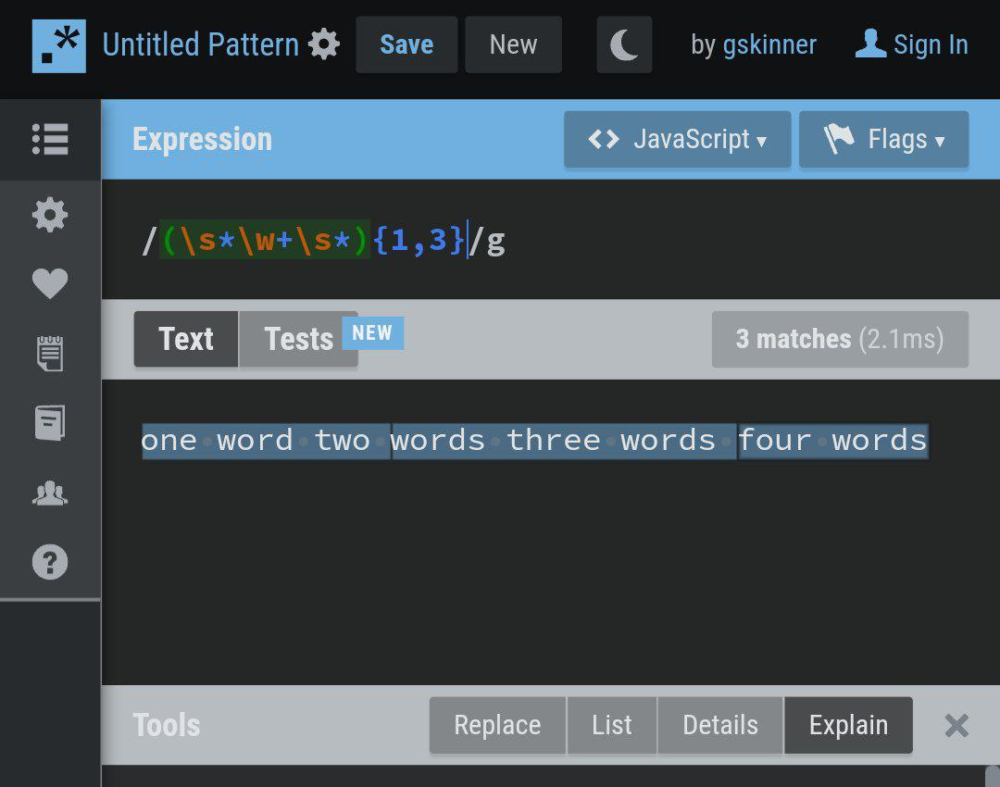 Untitled Pattern Save New by gskinner Sign In
Expression <> JavaScript ▾ Flags ▾
/(\s*\w+\s*){1,3}/g
Text Tests NEW 3 matches (2.1ms)
one word two words three words four words
Tools Replace List Details Explain